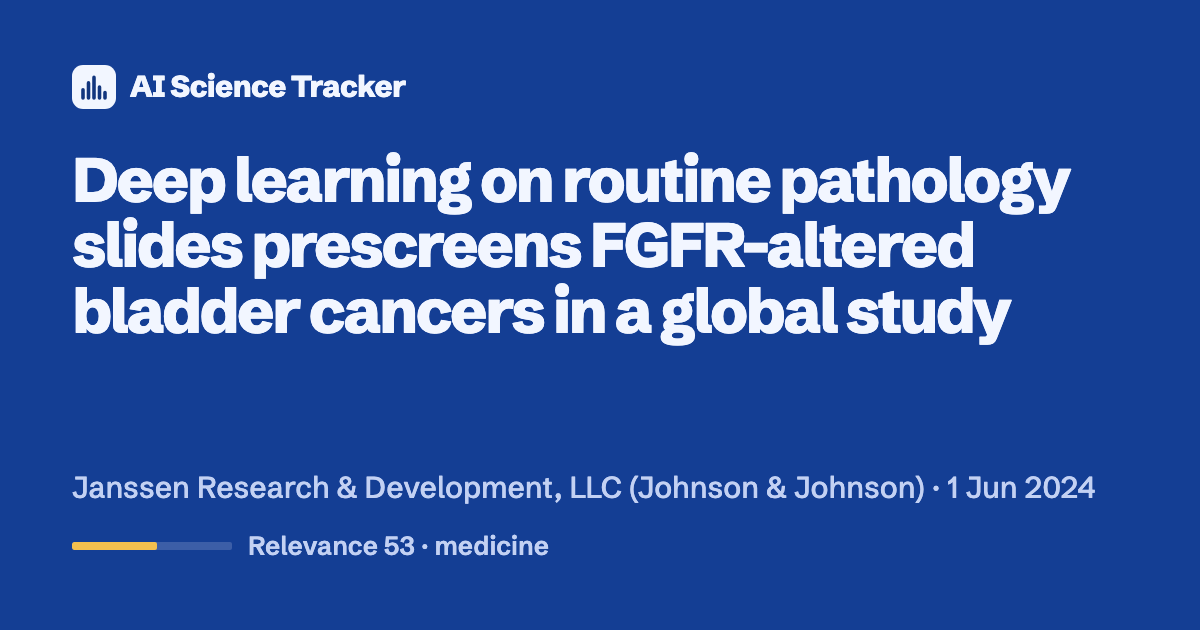 AI Science Tracker
Deep learning on routine pathology
slides prescreens FGFR-altered
bladder cancers in a global study
Janssen Research & Development, LLC (Johnson & Johnson) · 1 Jun 2024
Relevance 53 · medicine